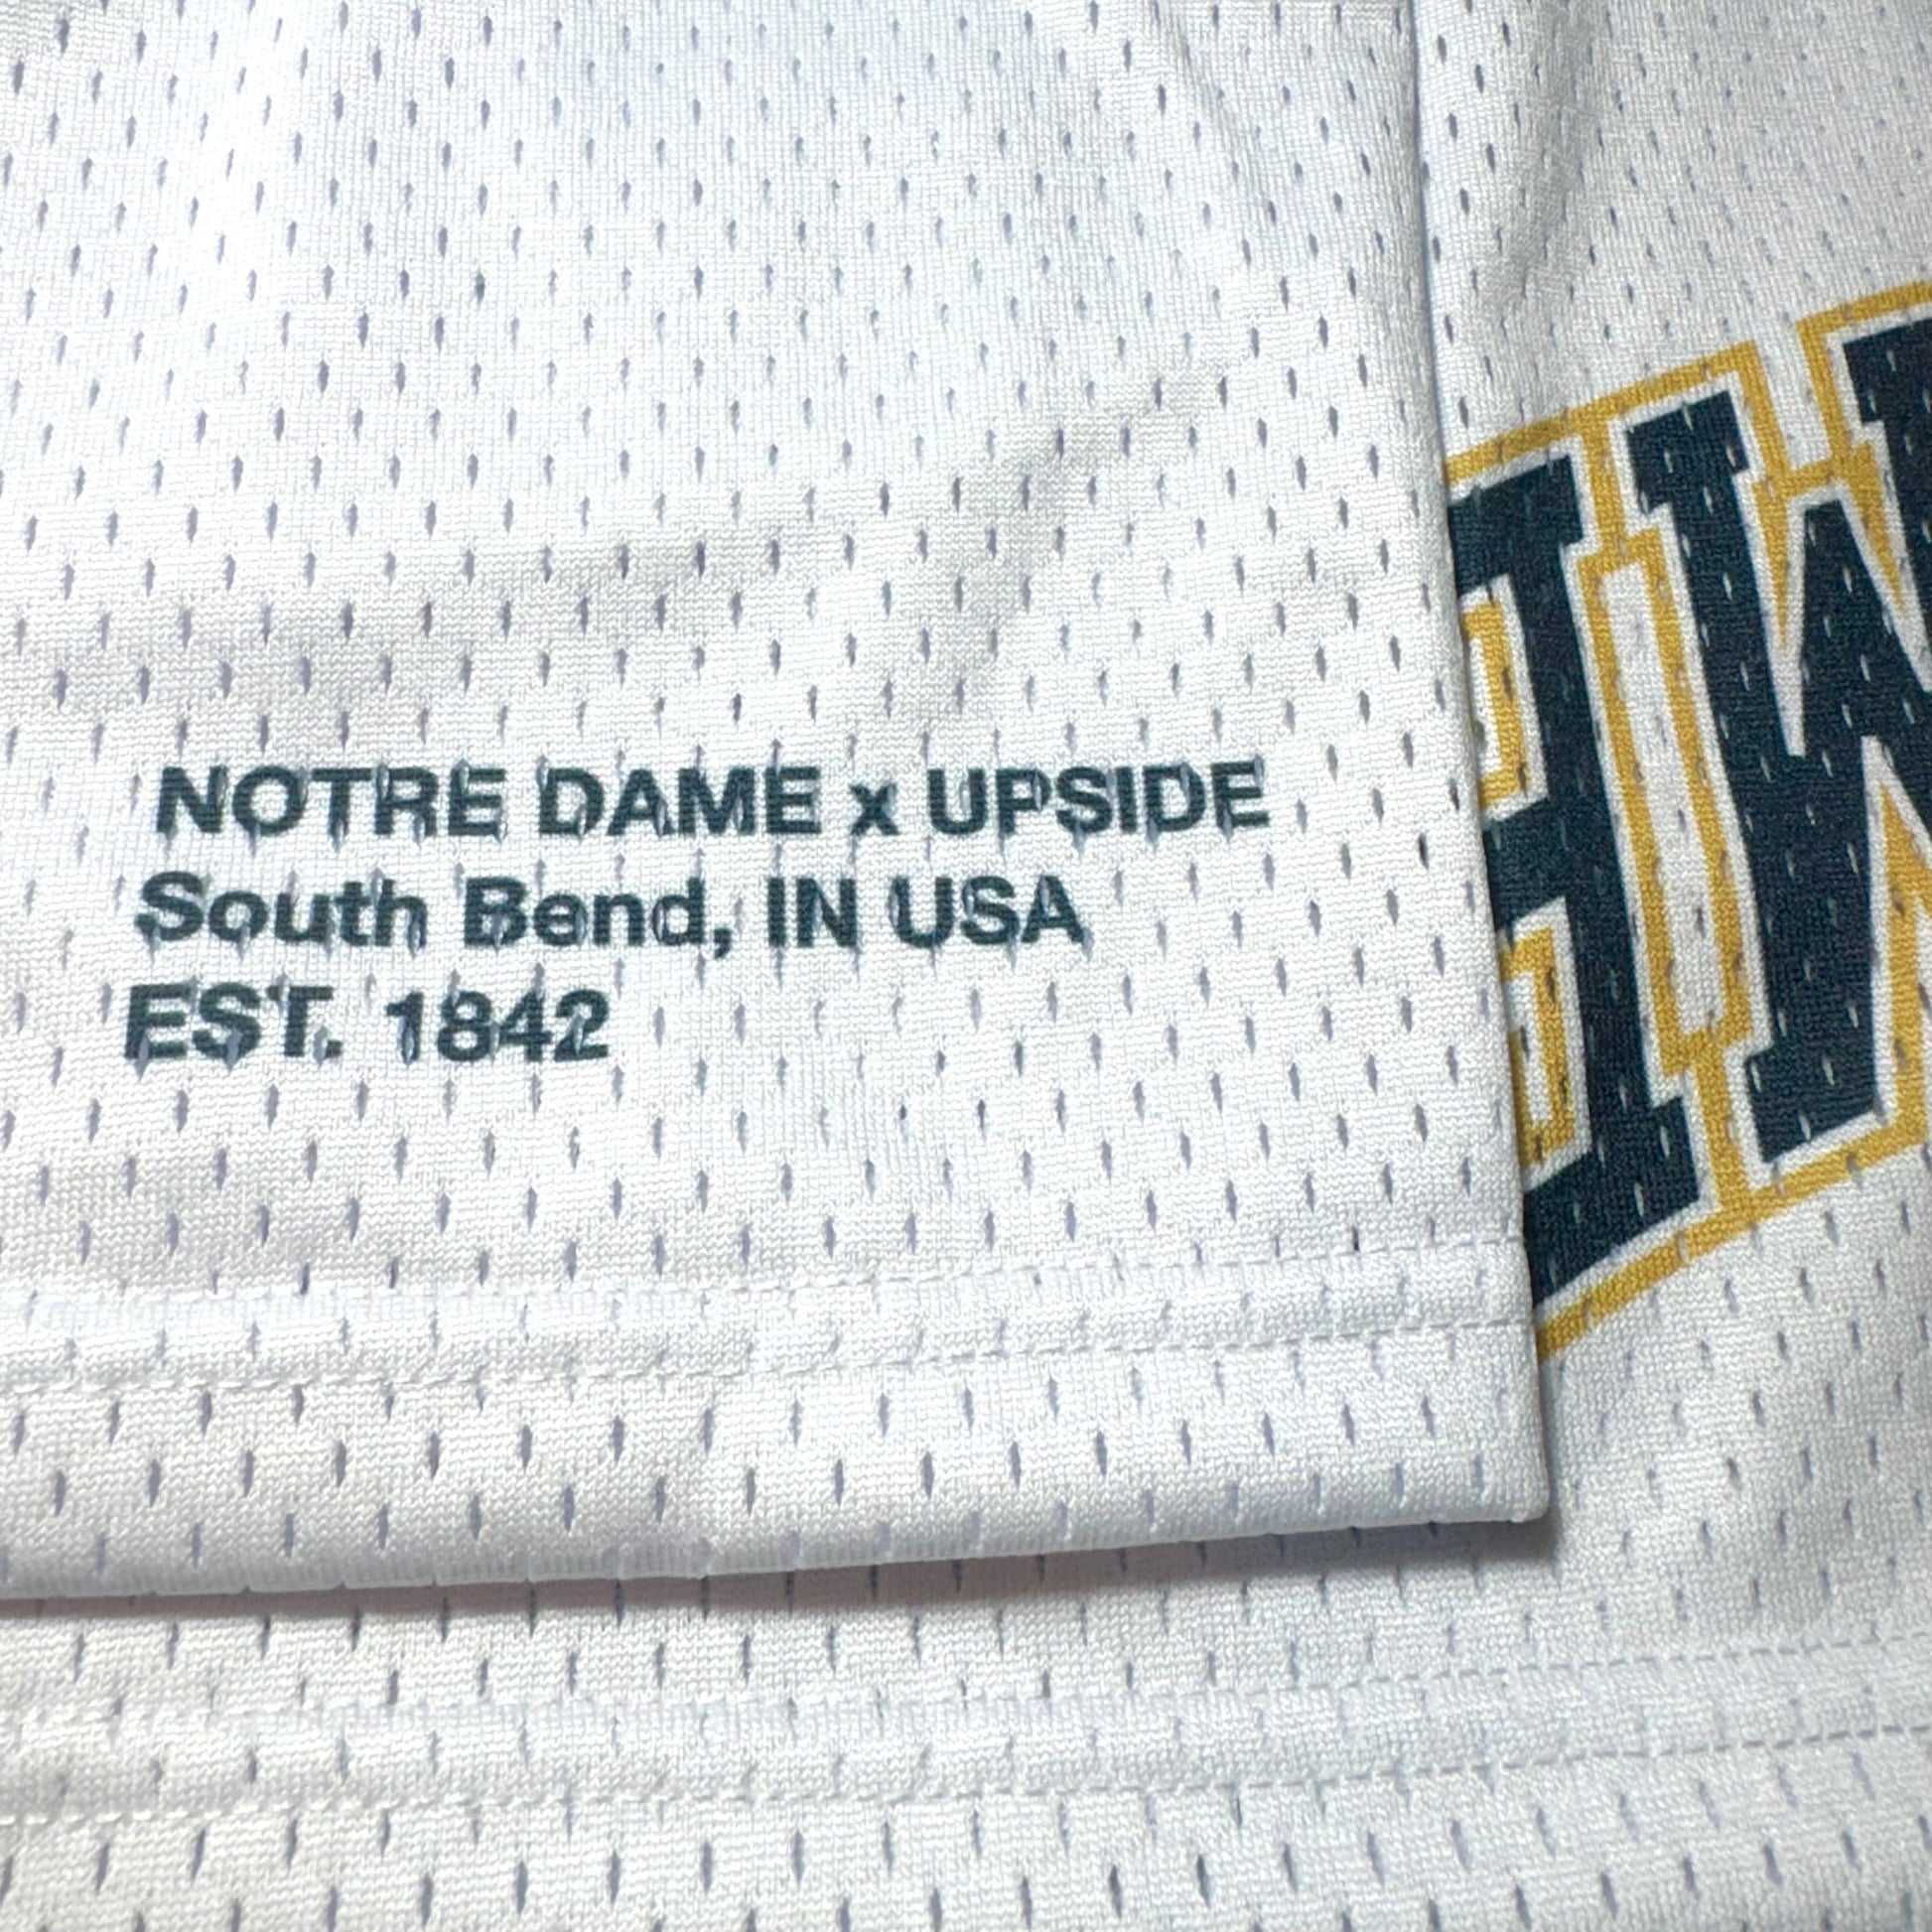 NOTRE DAME x UPSIDE
South Bend, IN USA
EST. 1842